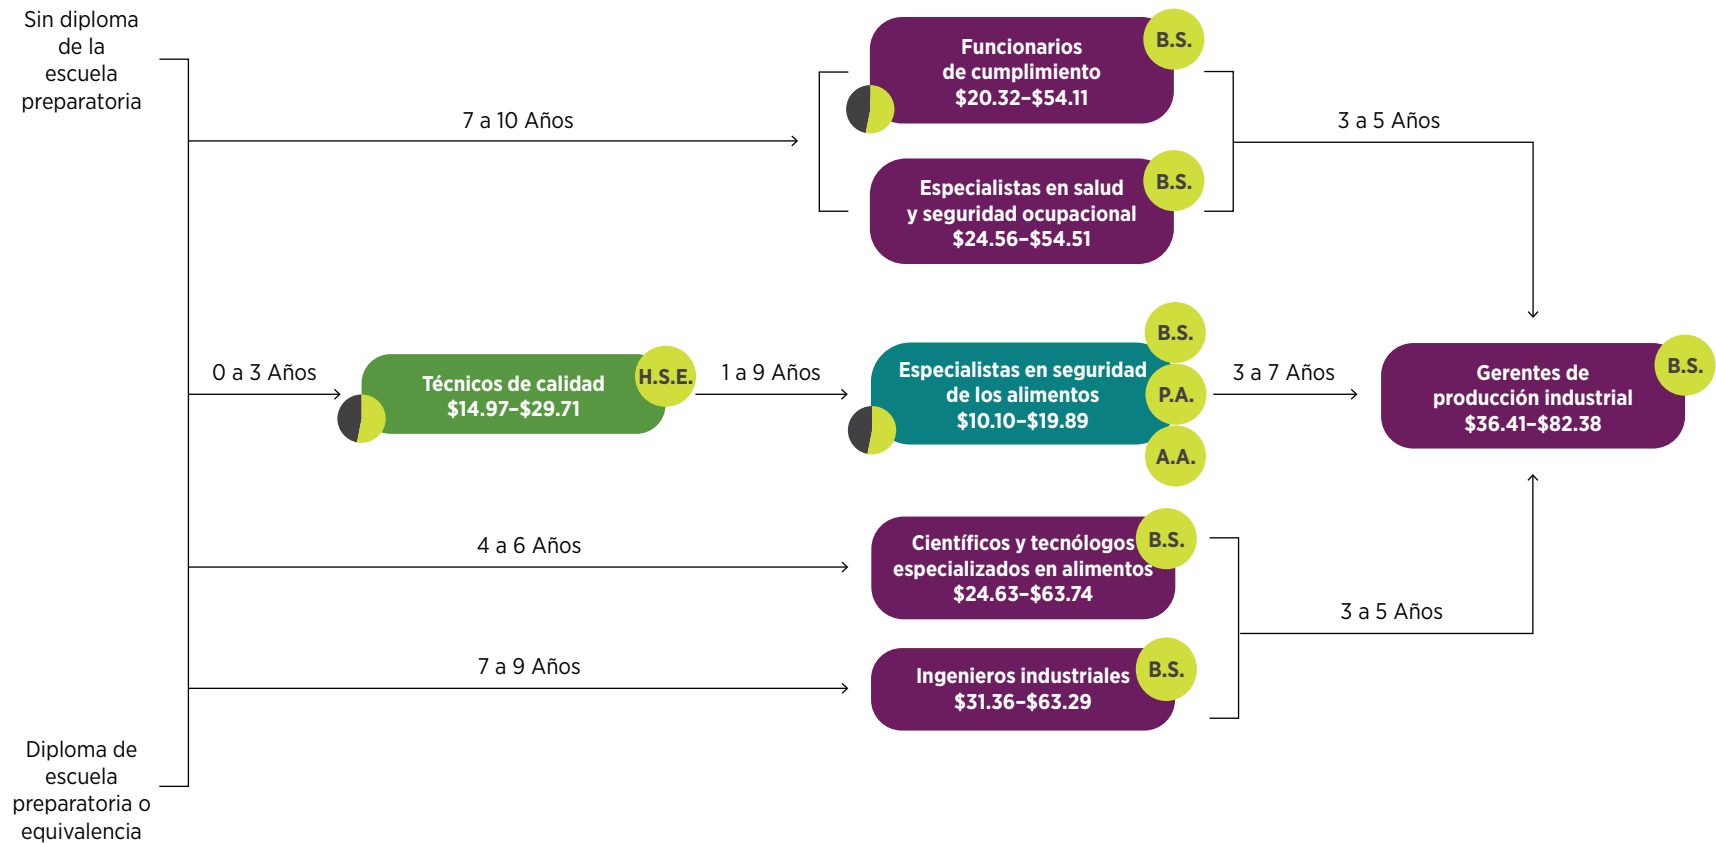 Sin diploma
de la
escuela
preparatoria
7 a 10 Años
Funcionarios
de cumplimiento
$20.32–$54.11
B.S.
Especialistas en salud
y seguridad ocupacional
$24.56–$54.51
B.S.
3 a 5 Años
0 a 3 Años
Técnicos de calidad
$14.97–$29.71
H.S.E.
1 a 9 Años
Especialistas en seguridad
de los alimentos
$10.10–$19.89
B.S.
P.A.
A.A.
3 a 7 Años
Gerentes de
producción industrial
$36.41–$82.38
B.S.
4 a 6 Años
Científicos y tecnólogos
especializados en alimentos
$24.63–$63.74
B.S.
7 a 9 Años
Ingenieros industriales
$31.36–$63.29
B.S.
3 a 5 Años
Diploma de
escuela
preparatoria o
equivalencia